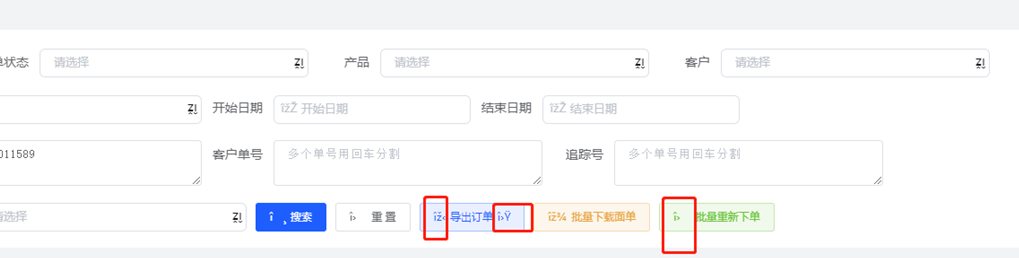 单状态 请选择 产品 请选择 客户 请选择
开始日期 îžŽ 开始日期 结束日期 îžŽ 结束日期
011589 客户单号 多个单号用回车分割 追踪号 多个单号用回车分割
请选择 搜索 重置 导出订单 îž¾ 批量下载面单 批量重新下单